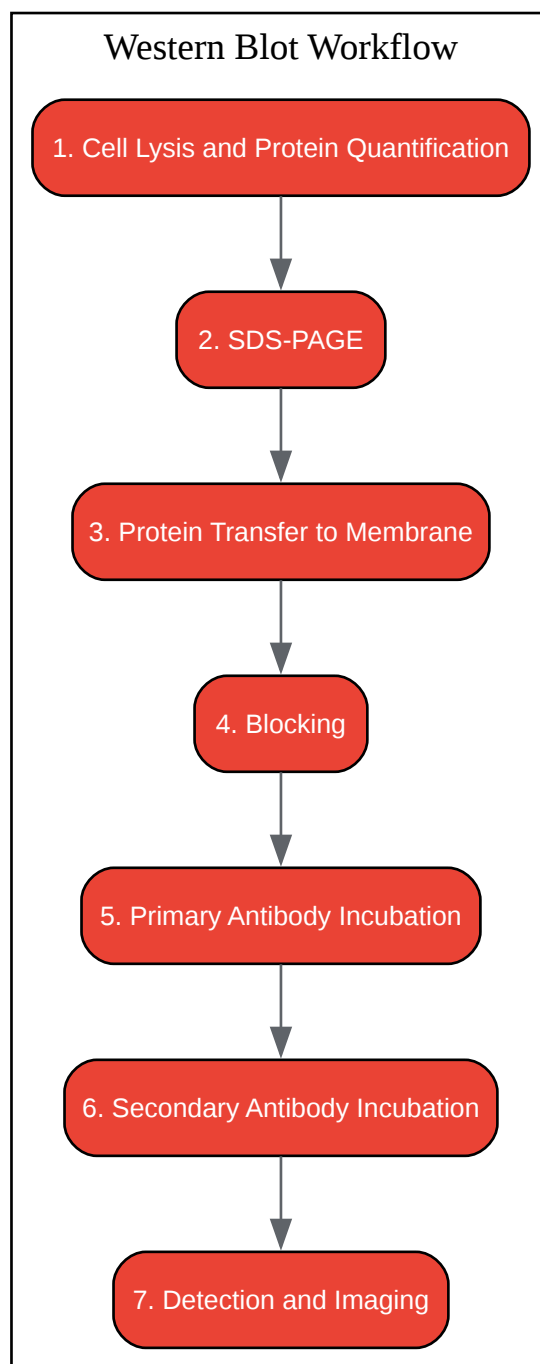 Western Blot Workflow
1. Cell Lysis and Protein Quantification
2. SDS-PAGE
3. Protein Transfer to Membrane
4. Blocking
5. Primary Antibody Incubation
6. Secondary Antibody Incubation
7. Detection and Imaging